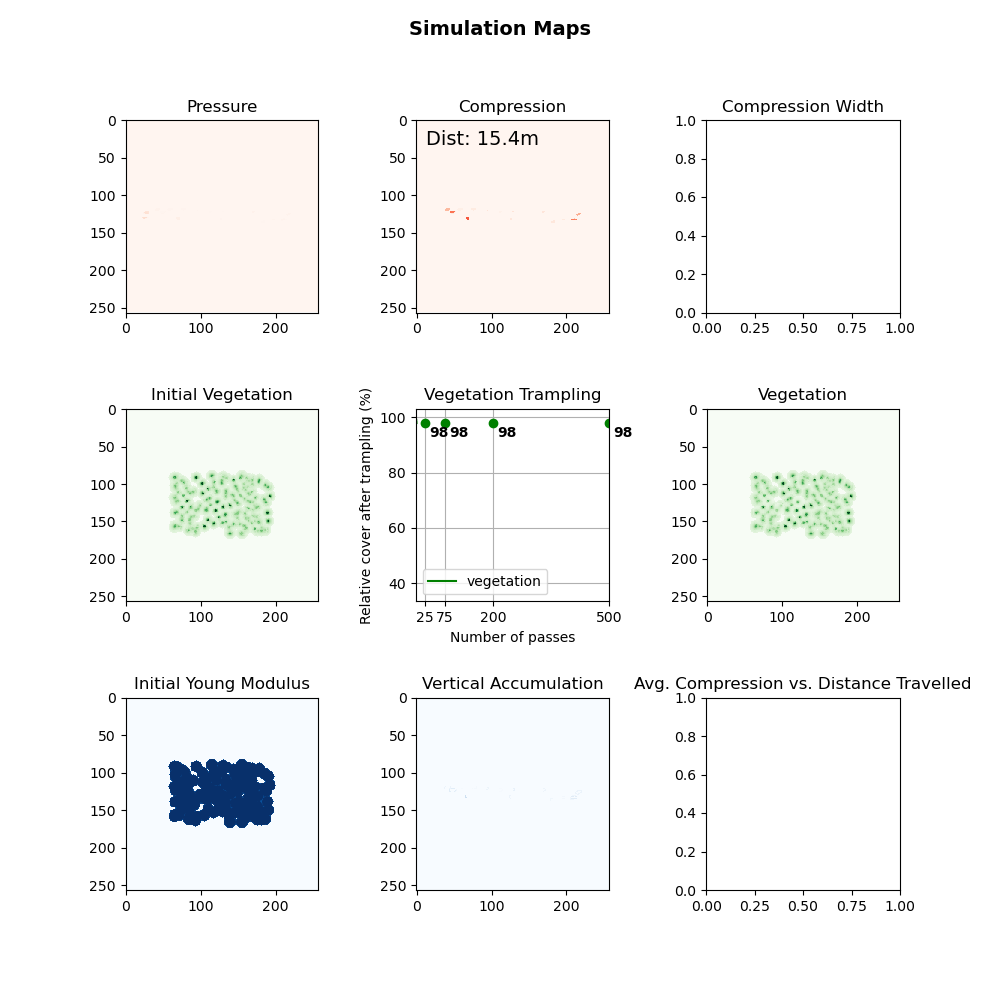 Simulation Maps
Pressure
0
50
100
150
200
250
0 100 200
Compression
Dist: 15.4m
0
50
100
150
200
250
0 100 200
Compression Width
1.0
0.8
0.6
0.4
0.2
0.0
0.00 0.25 0.50 0.75 1.00
Initial Vegetation
0
50
100
150
200
250
0 100 200
Vegetation Trampling
Relative cover after trampling (%)
100
80
60
40
98 98 98 98
vegetation
25 75 200 500
Number of passes
Vegetation
0
50
100
150
200
250
0 100 200
Initial Young Modulus
0
50
100
150
200
250
0 100 200
Vertical Accumulation
0
50
100
150
200
250
0 100 200
Avg. Compression vs. Distance Travelled
1.0
0.8
0.6
0.4
0.2
0.0
0.00 0.25 0.50 0.75 1.00